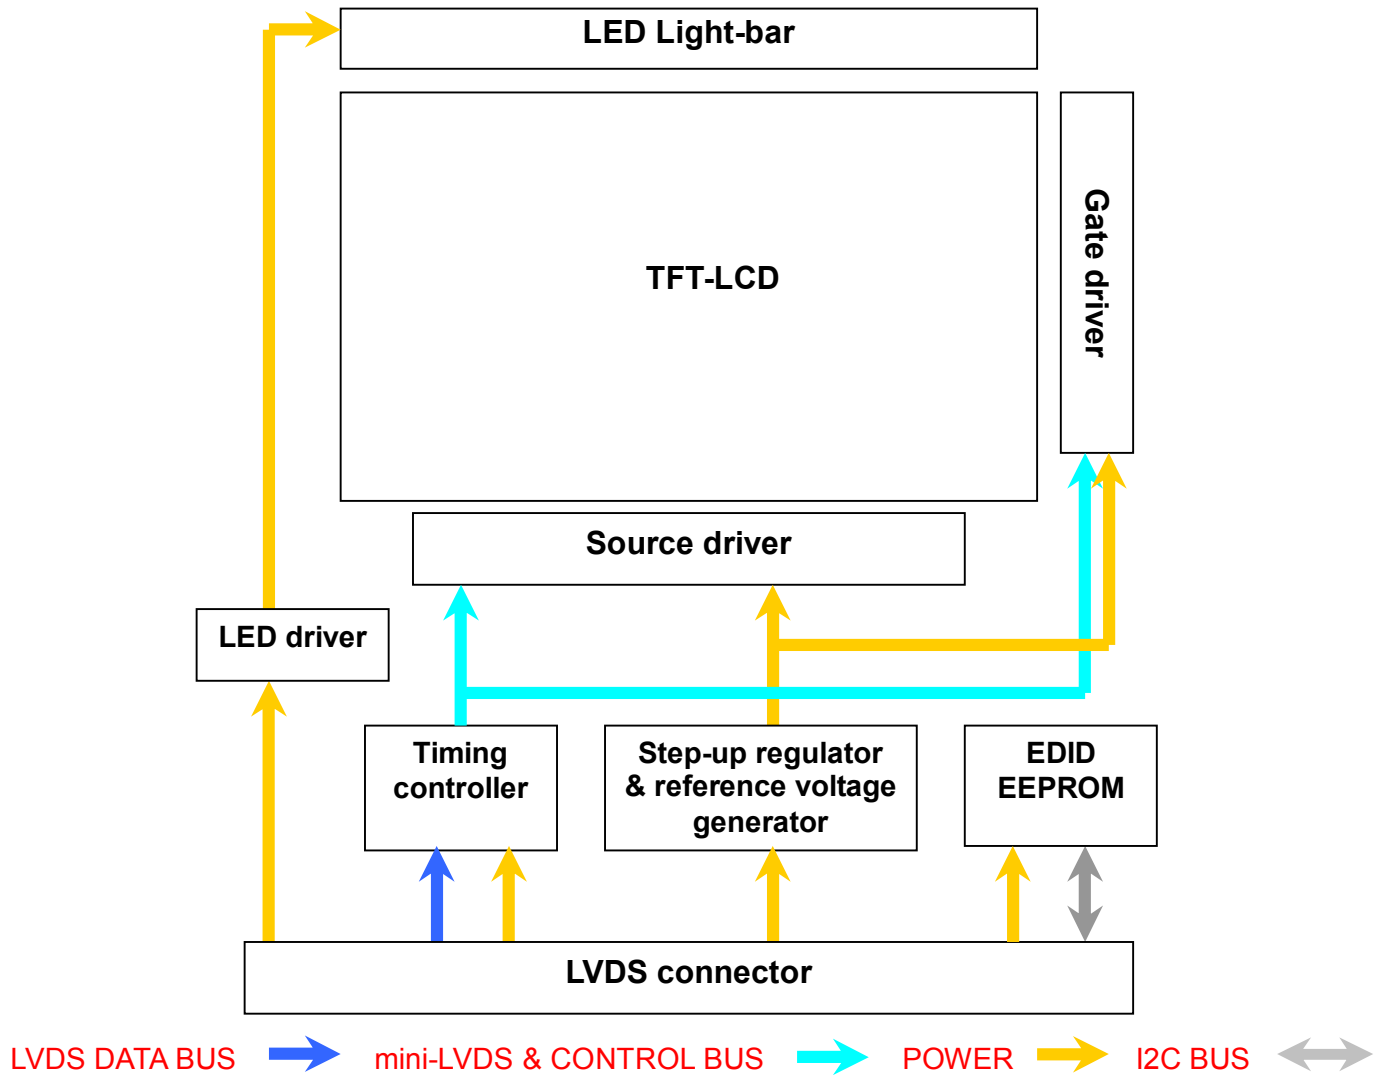 LED Light-bar
TFT-LCD
Gate driver
Source driver
LED driver
Timing
controller
Step-up regulator
& reference voltage
generator
EDID
EEPROM
LVDS connector
LVDS DATA BUS
mini-LVDS & CONTROL BUS
POWER
I2C BUS